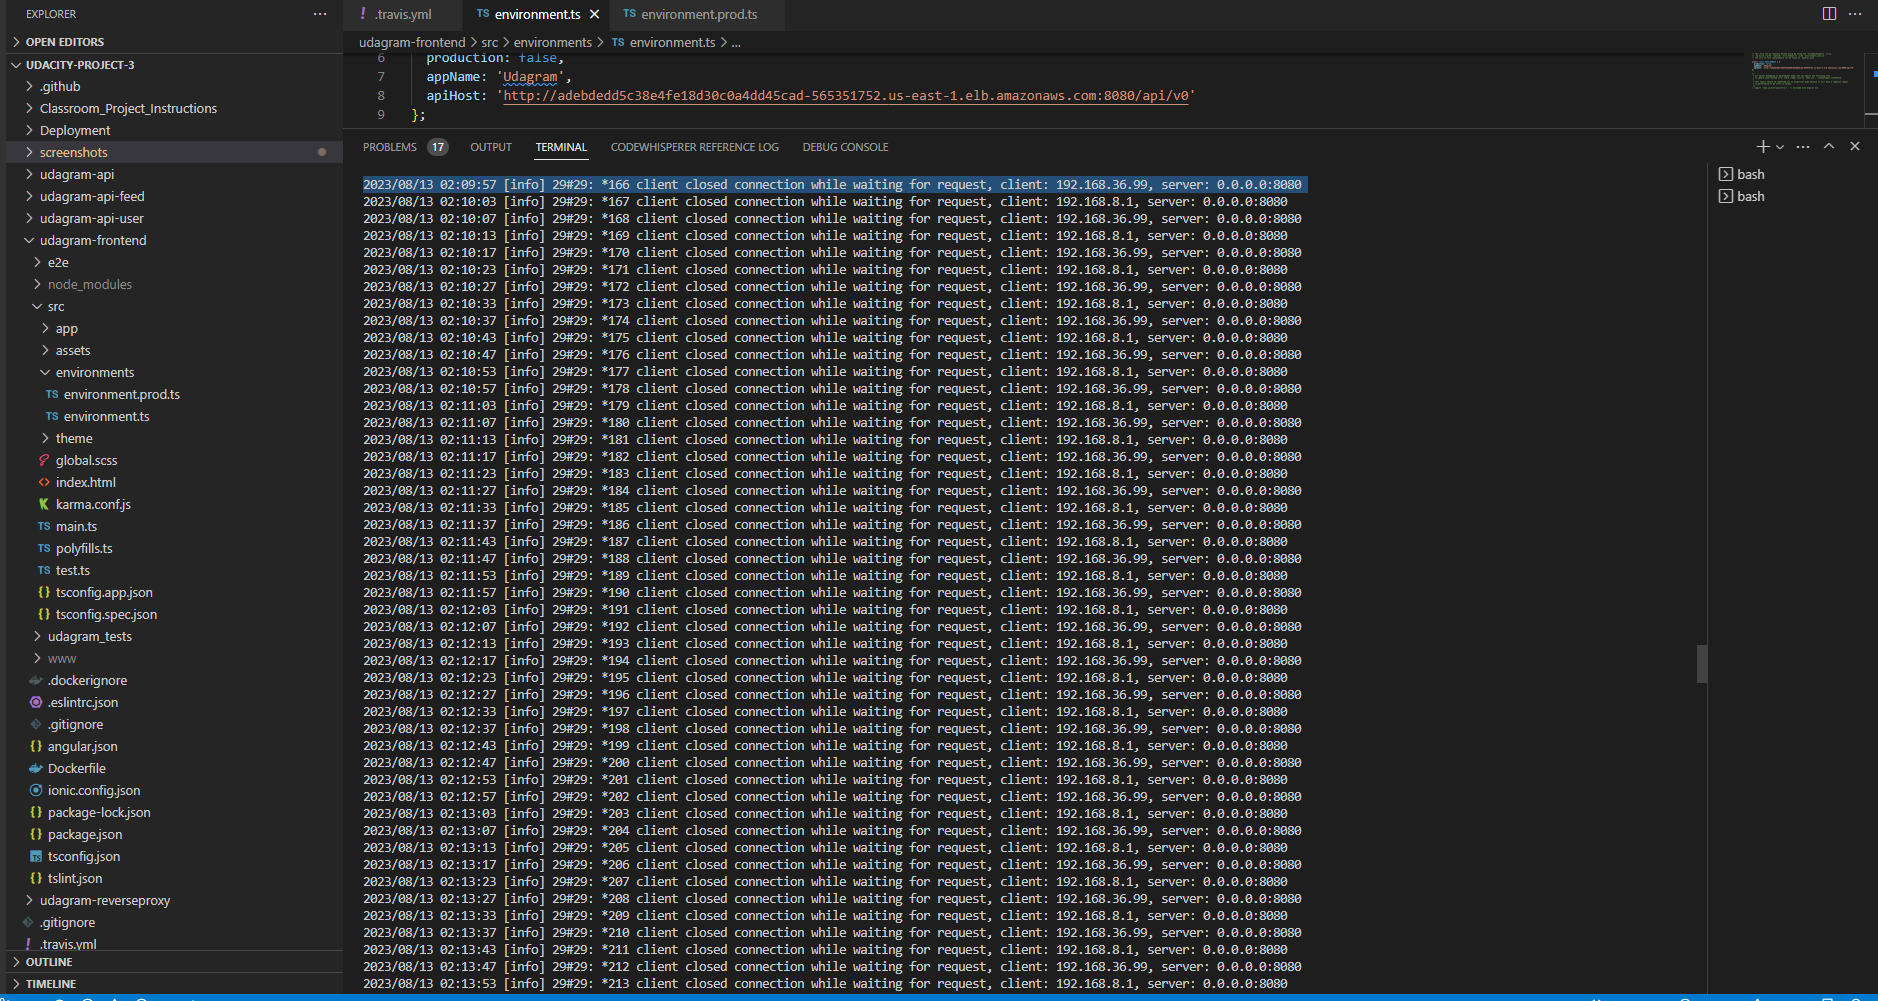 EXPLORER
OPEN EDITORS
UDACITY-PROJECT-3
.github
Classroom_Project_Instructions
Deployment
screenshots
udagram-api
udagram-api-feed
udagram-api-user
udagram-frontend
e2e
node_modules
src
app
assets
environments
TS environment.prod.ts
TS environment.ts
theme
global.scss
index.html
karma.conf.js
TS main.ts
TS polyfills.ts
TS test.ts
{} tsconfig.app.json
{} tsconfig.spec.json
udagram_tests
www
.dockerignore
.eslintrc.json
.gitignore
{} angular.json
Dockerfile
ionic.config.json
{} package-lock.json
{} package.json
TS tsconfig.json
{} tslint.json
udagram-reverseproxy
.gitignore
! .travis.yml
OUTLINE
TIMELINE
! .travis.yml TS environment.ts TS environment.prod.ts
udagram-frontend > src > environments > TS environment.ts > ...
6 production: false,
7 appName: 'Udagram',
8 apiHost: 'http://adebdedd5c38e4fe18d30c0a4dd45cad-565351752.us-east-1.elb.amazonaws.com:8080/api/v0'
9 };
PROBLEMS 17 OUTPUT TERMINAL CODEWHISPERER REFERENCE LOG DEBUG CONSOLE
2023/08/13 02:09:57 [info] 29#29: *166 client closed connection while waiting for request, client: 192.168.36.99, server: 0.0.0.0:8080
2023/08/13 02:10:03 [info] 29#29: *167 client closed connection while waiting for request, client: 192.168.8.1, server: 0.0.0.0:8080
2023/08/13 02:10:07 [info] 29#29: *168 client closed connection while waiting for request, client: 192.168.36.99, server: 0.0.0.0:8080
2023/08/13 02:10:13 [info] 29#29: *169 client closed connection while waiting for request, client: 192.168.8.1, server: 0.0.0.0:8080
2023/08/13 02:10:17 [info] 29#29: *170 client closed connection while waiting for request, client: 192.168.36.99, server: 0.0.0.0:8080
2023/08/13 02:10:23 [info] 29#29: *171 client closed connection while waiting for request, client: 192.168.8.1, server: 0.0.0.0:8080
2023/08/13 02:10:27 [info] 29#29: *172 client closed connection while waiting for request, client: 192.168.36.99, server: 0.0.0.0:8080
2023/08/13 02:10:33 [info] 29#29: *173 client closed connection while waiting for request, client: 192.168.8.1, server: 0.0.0.0:8080
2023/08/13 02:10:37 [info] 29#29: *174 client closed connection while waiting for request, client: 192.168.36.99, server: 0.0.0.0:8080
2023/08/13 02:10:43 [info] 29#29: *175 client closed connection while waiting for request, client: 192.168.8.1, server: 0.0.0.0:8080
2023/08/13 02:10:47 [info] 29#29: *176 client closed connection while waiting for request, client: 192.168.36.99, server: 0.0.0.0:8080
2023/08/13 02:10:53 [info] 29#29: *177 client closed connection while waiting for request, client: 192.168.8.1, server: 0.0.0.0:8080
2023/08/13 02:10:57 [info] 29#29: *178 client closed connection while waiting for request, client: 192.168.36.99, server: 0.0.0.0:8080
2023/08/13 02:11:03 [info] 29#29: *179 client closed connection while waiting for request, client: 192.168.8.1, server: 0.0.0.0:8080
2023/08/13 02:11:07 [info] 29#29: *180 client closed connection while waiting for request, client: 192.168.36.99, server: 0.0.0.0:8080
2023/08/13 02:11:13 [info] 29#29: *181 client closed connection while waiting for request, client: 192.168.8.1, server: 0.0.0.0:8080
2023/08/13 02:11:17 [info] 29#29: *182 client closed connection while waiting for request, client: 192.168.36.99, server: 0.0.0.0:8080
2023/08/13 02:11:23 [info] 29#29: *183 client closed connection while waiting for request, client: 192.168.8.1, server: 0.0.0.0:8080
2023/08/13 02:11:27 [info] 29#29: *184 client closed connection while waiting for request, client: 192.168.36.99, server: 0.0.0.0:8080
2023/08/13 02:11:33 [info] 29#29: *185 client closed connection while waiting for request, client: 192.168.8.1, server: 0.0.0.0:8080
2023/08/13 02:11:37 [info] 29#29: *186 client closed connection while waiting for request, client: 192.168.36.99, server: 0.0.0.0:8080
2023/08/13 02:11:43 [info] 29#29: *187 client closed connection while waiting for request, client: 192.168.8.1, server: 0.0.0.0:8080
2023/08/13 02:11:47 [info] 29#29: *188 client closed connection while waiting for request, client: 192.168.36.99, server: 0.0.0.0:8080
2023/08/13 02:11:53 [info] 29#29: *189 client closed connection while waiting for request, client: 192.168.8.1, server: 0.0.0.0:8080
2023/08/13 02:11:57 [info] 29#29: *190 client closed connection while waiting for request, client: 192.168.36.99, server: 0.0.0.0:8080
2023/08/13 02:12:03 [info] 29#29: *191 client closed connection while waiting for request, client: 192.168.8.1, server: 0.0.0.0:8080
2023/08/13 02:12:07 [info] 29#29: *192 client closed connection while waiting for request, client: 192.168.36.99, server: 0.0.0.0:8080
2023/08/13 02:12:13 [info] 29#29: *193 client closed connection while waiting for request, client: 192.168.8.1, server: 0.0.0.0:8080
2023/08/13 02:12:17 [info] 29#29: *194 client closed connection while waiting for request, client: 192.168.36.99, server: 0.0.0.0:8080
2023/08/13 02:12:23 [info] 29#29: *195 client closed connection while waiting for request, client: 192.168.8.1, server: 0.0.0.0:8080
2023/08/13 02:12:27 [info] 29#29: *196 client closed connection while waiting for request, client: 192.168.36.99, server: 0.0.0.0:8080
2023/08/13 02:12:33 [info] 29#29: *197 client closed connection while waiting for request, client: 192.168.8.1, server: 0.0.0.0:8080
2023/08/13 02:12:37 [info] 29#29: *198 client closed connection while waiting for request, client: 192.168.36.99, server: 0.0.0.0:8080
2023/08/13 02:12:43 [info] 29#29: *199 client closed connection while waiting for request, client: 192.168.8.1, server: 0.0.0.0:8080
2023/08/13 02:12:47 [info] 29#29: *200 client closed connection while waiting for request, client: 192.168.36.99, server: 0.0.0.0:8080
2023/08/13 02:12:53 [info] 29#29: *201 client closed connection while waiting for request, client: 192.168.8.1, server: 0.0.0.0:8080
2023/08/13 02:12:57 [info] 29#29: *202 client closed connection while waiting for request, client: 192.168.36.99, server: 0.0.0.0:8080
2023/08/13 02:13:03 [info] 29#29: *203 client closed connection while waiting for request, client: 192.168.8.1, server: 0.0.0.0:8080
2023/08/13 02:13:07 [info] 29#29: *204 client closed connection while waiting for request, client: 192.168.36.99, server: 0.0.0.0:8080
2023/08/13 02:13:13 [info] 29#29: *205 client closed connection while waiting for request, client: 192.168.8.1, server: 0.0.0.0:8080
2023/08/13 02:13:17 [info] 29#29: *206 client closed connection while waiting for request, client: 192.168.36.99, server: 0.0.0.0:8080
2023/08/13 02:13:23 [info] 29#29: *207 client closed connection while waiting for request, client: 192.168.8.1, server: 0.0.0.0:8080
2023/08/13 02:13:27 [info] 29#29: *208 client closed connection while waiting for request, client: 192.168.36.99, server: 0.0.0.0:8080
2023/08/13 02:13:33 [info] 29#29: *209 client closed connection while waiting for request, client: 192.168.8.1, server: 0.0.0.0:8080
2023/08/13 02:13:37 [info] 29#29: *210 client closed connection while waiting for request, client: 192.168.36.99, server: 0.0.0.0:8080
2023/08/13 02:13:43 [info] 29#29: *211 client closed connection while waiting for request, client: 192.168.8.1, server: 0.0.0.0:8080
2023/08/13 02:13:47 [info] 29#29: *212 client closed connection while waiting for request, client: 192.168.36.99, server: 0.0.0.0:8080
2023/08/13 02:13:53 [info] 29#29: *213 client closed connection while waiting for request, client: 192.168.8.1, server: 0.0.0.0:8080
bash
bash